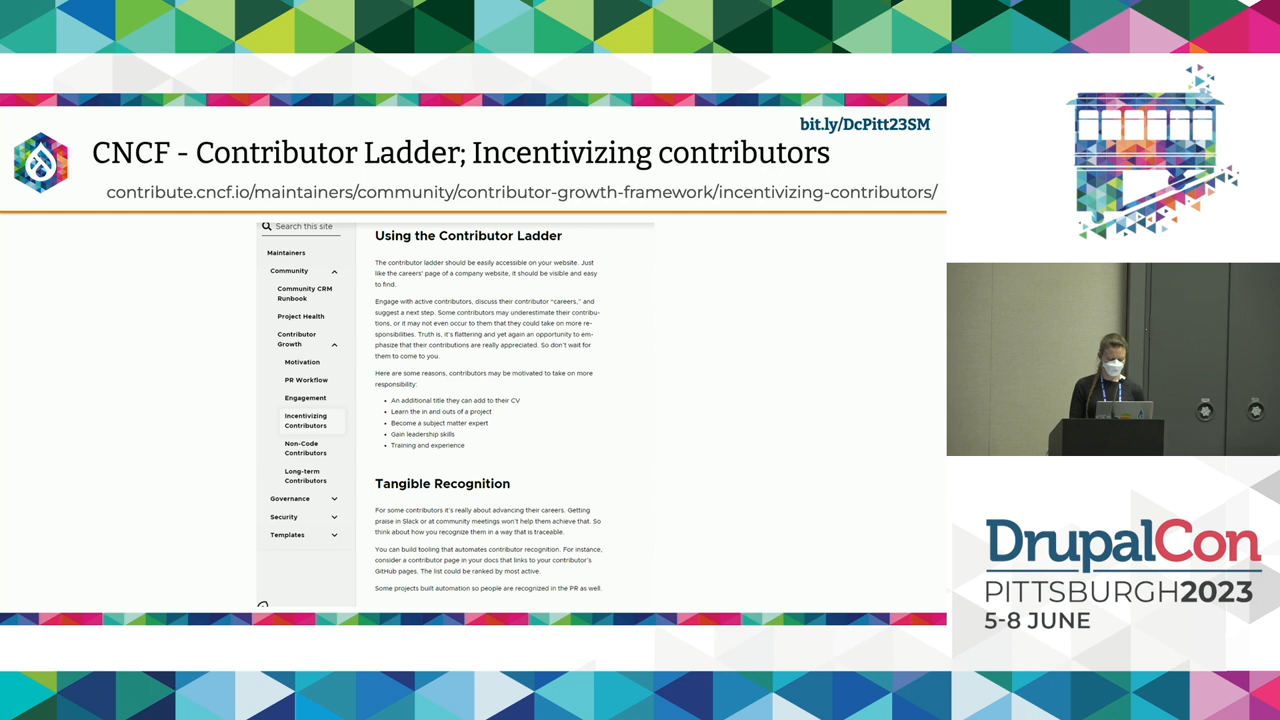 bit.ly/DcPitt23SM
CNCF - Contributor Ladder; Incentivizing contributors
contribute.cncf.io/maintainers/community/contributor-growth-framework/incentivizing-contributors/
Search this site
Maintainers
Community
Community CRM
Runbook
Project Health
Contributor
Growth
Motivation
PR Workflow
Engagement
Incentivizing
Contributors
Non-Code
Contributors
Long-term
Contributors
Governance
Security
Templates
Using the Contributor Ladder
The contributor ladder should be easily accessible on your website. Just
like the careers' page of a company website, it should be visible and easy
to find.
Engage with active contributors, discuss their contributor "careers," and
suggest a next step. Some contributors may underestimate their contribu-
tions, or it may not even occur to them that they could take on more re-
sponsibilities. Truth is, it's flattering and yet again an opportunity to em-
phasize that their contributions are really appreciated. So don't wait for
them to come to you.
Here are some reasons, contributors may be motivated to take on more
responsibility:
• An additional title they can add to their CV
• Learn the in and outs of a project
• Become a subject matter expert
• Gain leadership skills
• Training and experience
Tangible Recognition
For some contributors it's really about advancing their careers. Getting
praise in Slack or at community meetings won't help them achieve that. So
think about how you recognize them in a way that is traceable.
You can build tooling that automates contributor recognition. For instance,
consider a contributor page in your docs that links to your contributor's
GitHub pages. The list could be ranked by most active.
Some projects built automation so people are recognized in the PR as well.
DrupalCon
PITTSBURGH2023
5-8 JUNE